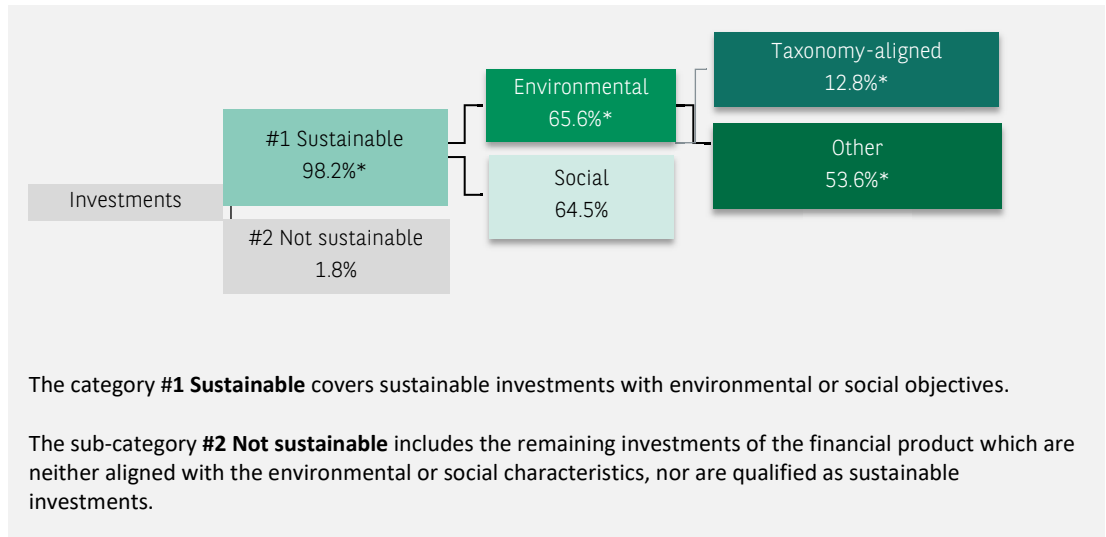 Taxonomy-aligned
12.8%*
Environmental
65.6%*
#1 Sustainable
98.2%*
Other
53.6%*
Social
64.5%
Investments
#2 Not sustainable
1.8%
The category #1 Sustainable covers sustainable investments with environmental or social objectives.
The sub-category #2 Not sustainable includes the remaining investments of the financial product which are
neither aligned with the environmental or social characteristics, nor are qualified as sustainable
investments.